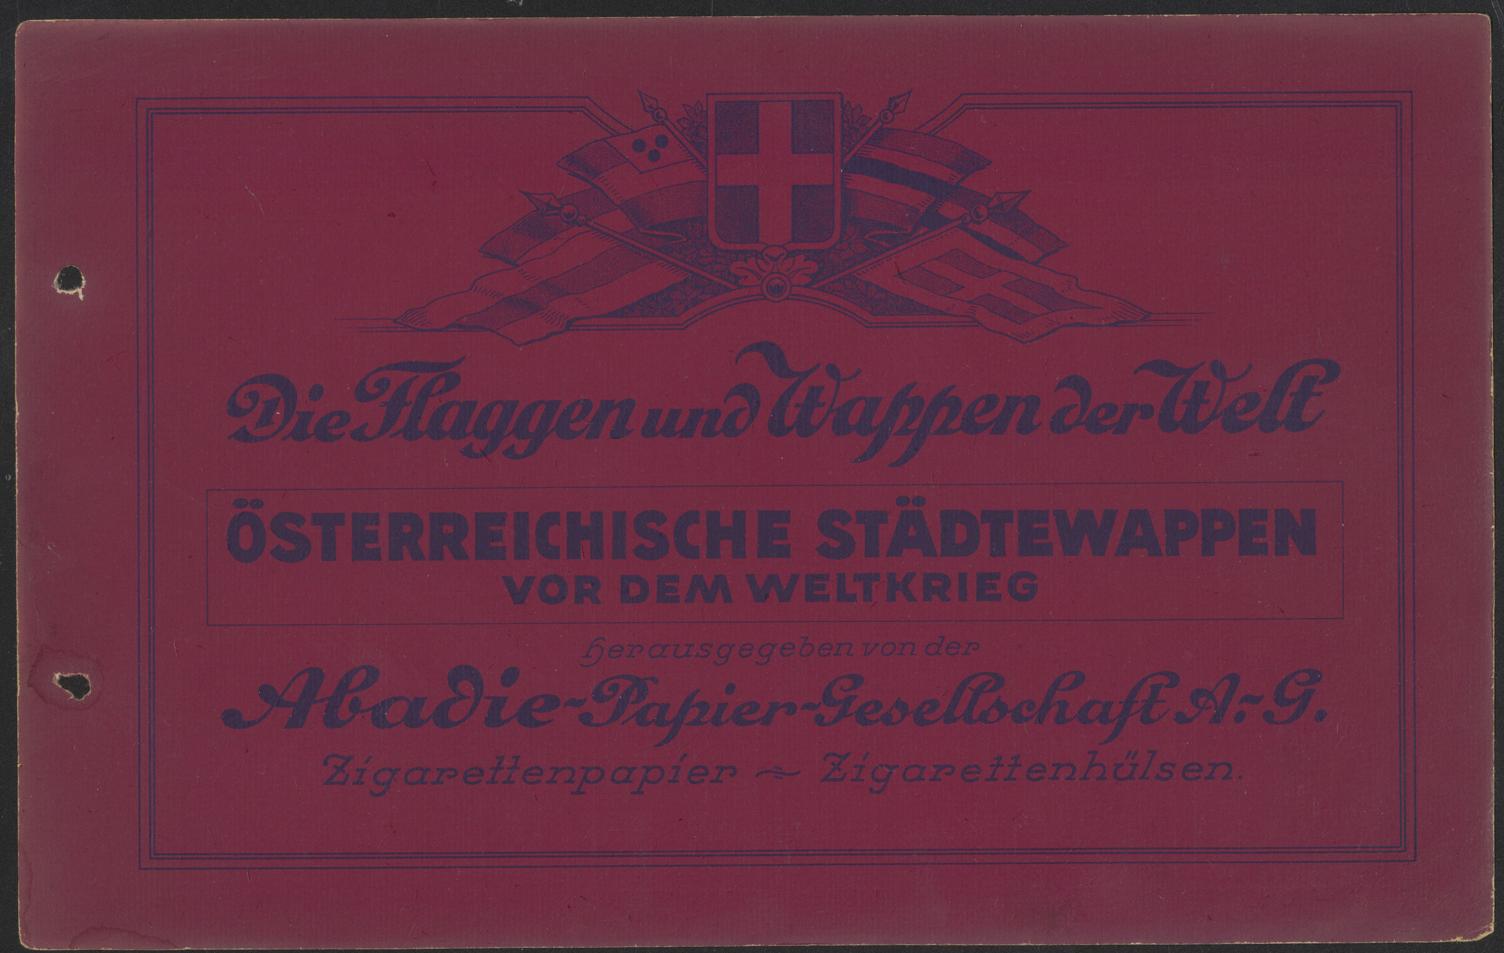 Die Flaggen und Wappen der Welt
ÖSTERREICHISCHE STÄDTEWAPPEN
VOR DEM WELTKRIEG
herausgegeben von der
Abadie-Papier-Gesellschaft A.-G.
Zigarettenpapier ~ Zigarettenhülsen.